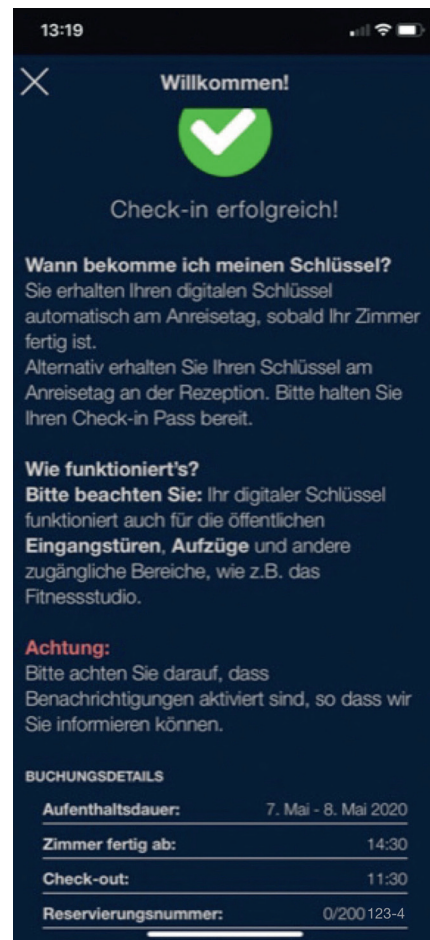 13:19
Willkommen!
Check-in erfolgreich!
Wann bekomme ich meinen Schlüssel?
Sie erhalten Ihren digitalen Schlüssel
automatisch am Anreisetag, sobald Ihr Zimmer
fertig ist.
Alternativ erhalten Sie Ihren Schlüssel am
Anreisetag an der Rezeption. Bitte halten Sie
Ihren Check-in Pass bereit.
Wie funktioniert's?
Bitte beachten Sie: Ihr digitaler Schlüssel
funktioniert auch für die öffentlichen
Eingangstüren, Aufzüge und andere
zugängliche Bereiche, wie z.B. das
Fitnessstudio.
Achtung:
Bitte achten Sie darauf, dass
Benachrichtigungen aktiviert sind, so dass wir
Sie informieren können.
BUCHUNGSDETAILS
Aufenthaltsdauer: 7. Mai - 8. Mai 2020
Zimmer fertig ab: 14:30
Check-out: 11:30
Reservierungsnummer: 0/200123-4